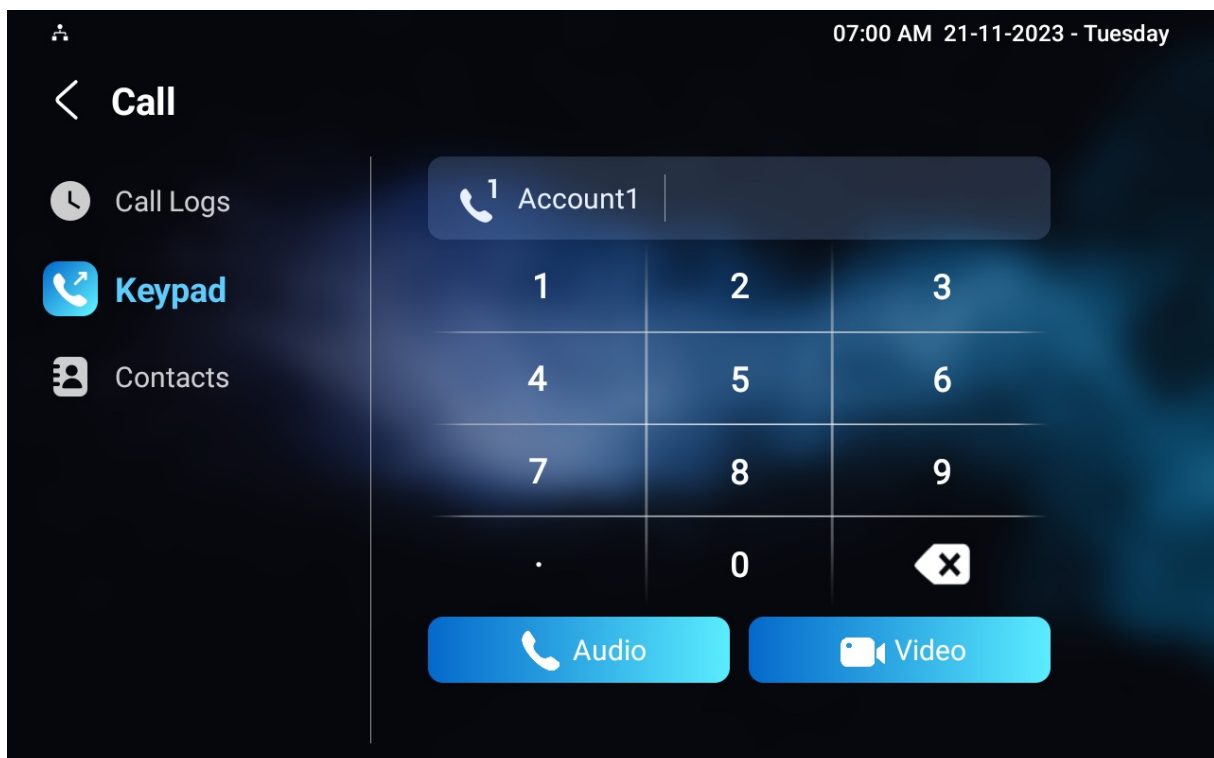 07:00 AM 21-11-2023 - Tuesday
Call
Call Logs
Keypad
Contacts
1 Account1
1 2 3
4 5 6
7 8 9
. 0
Audio Video